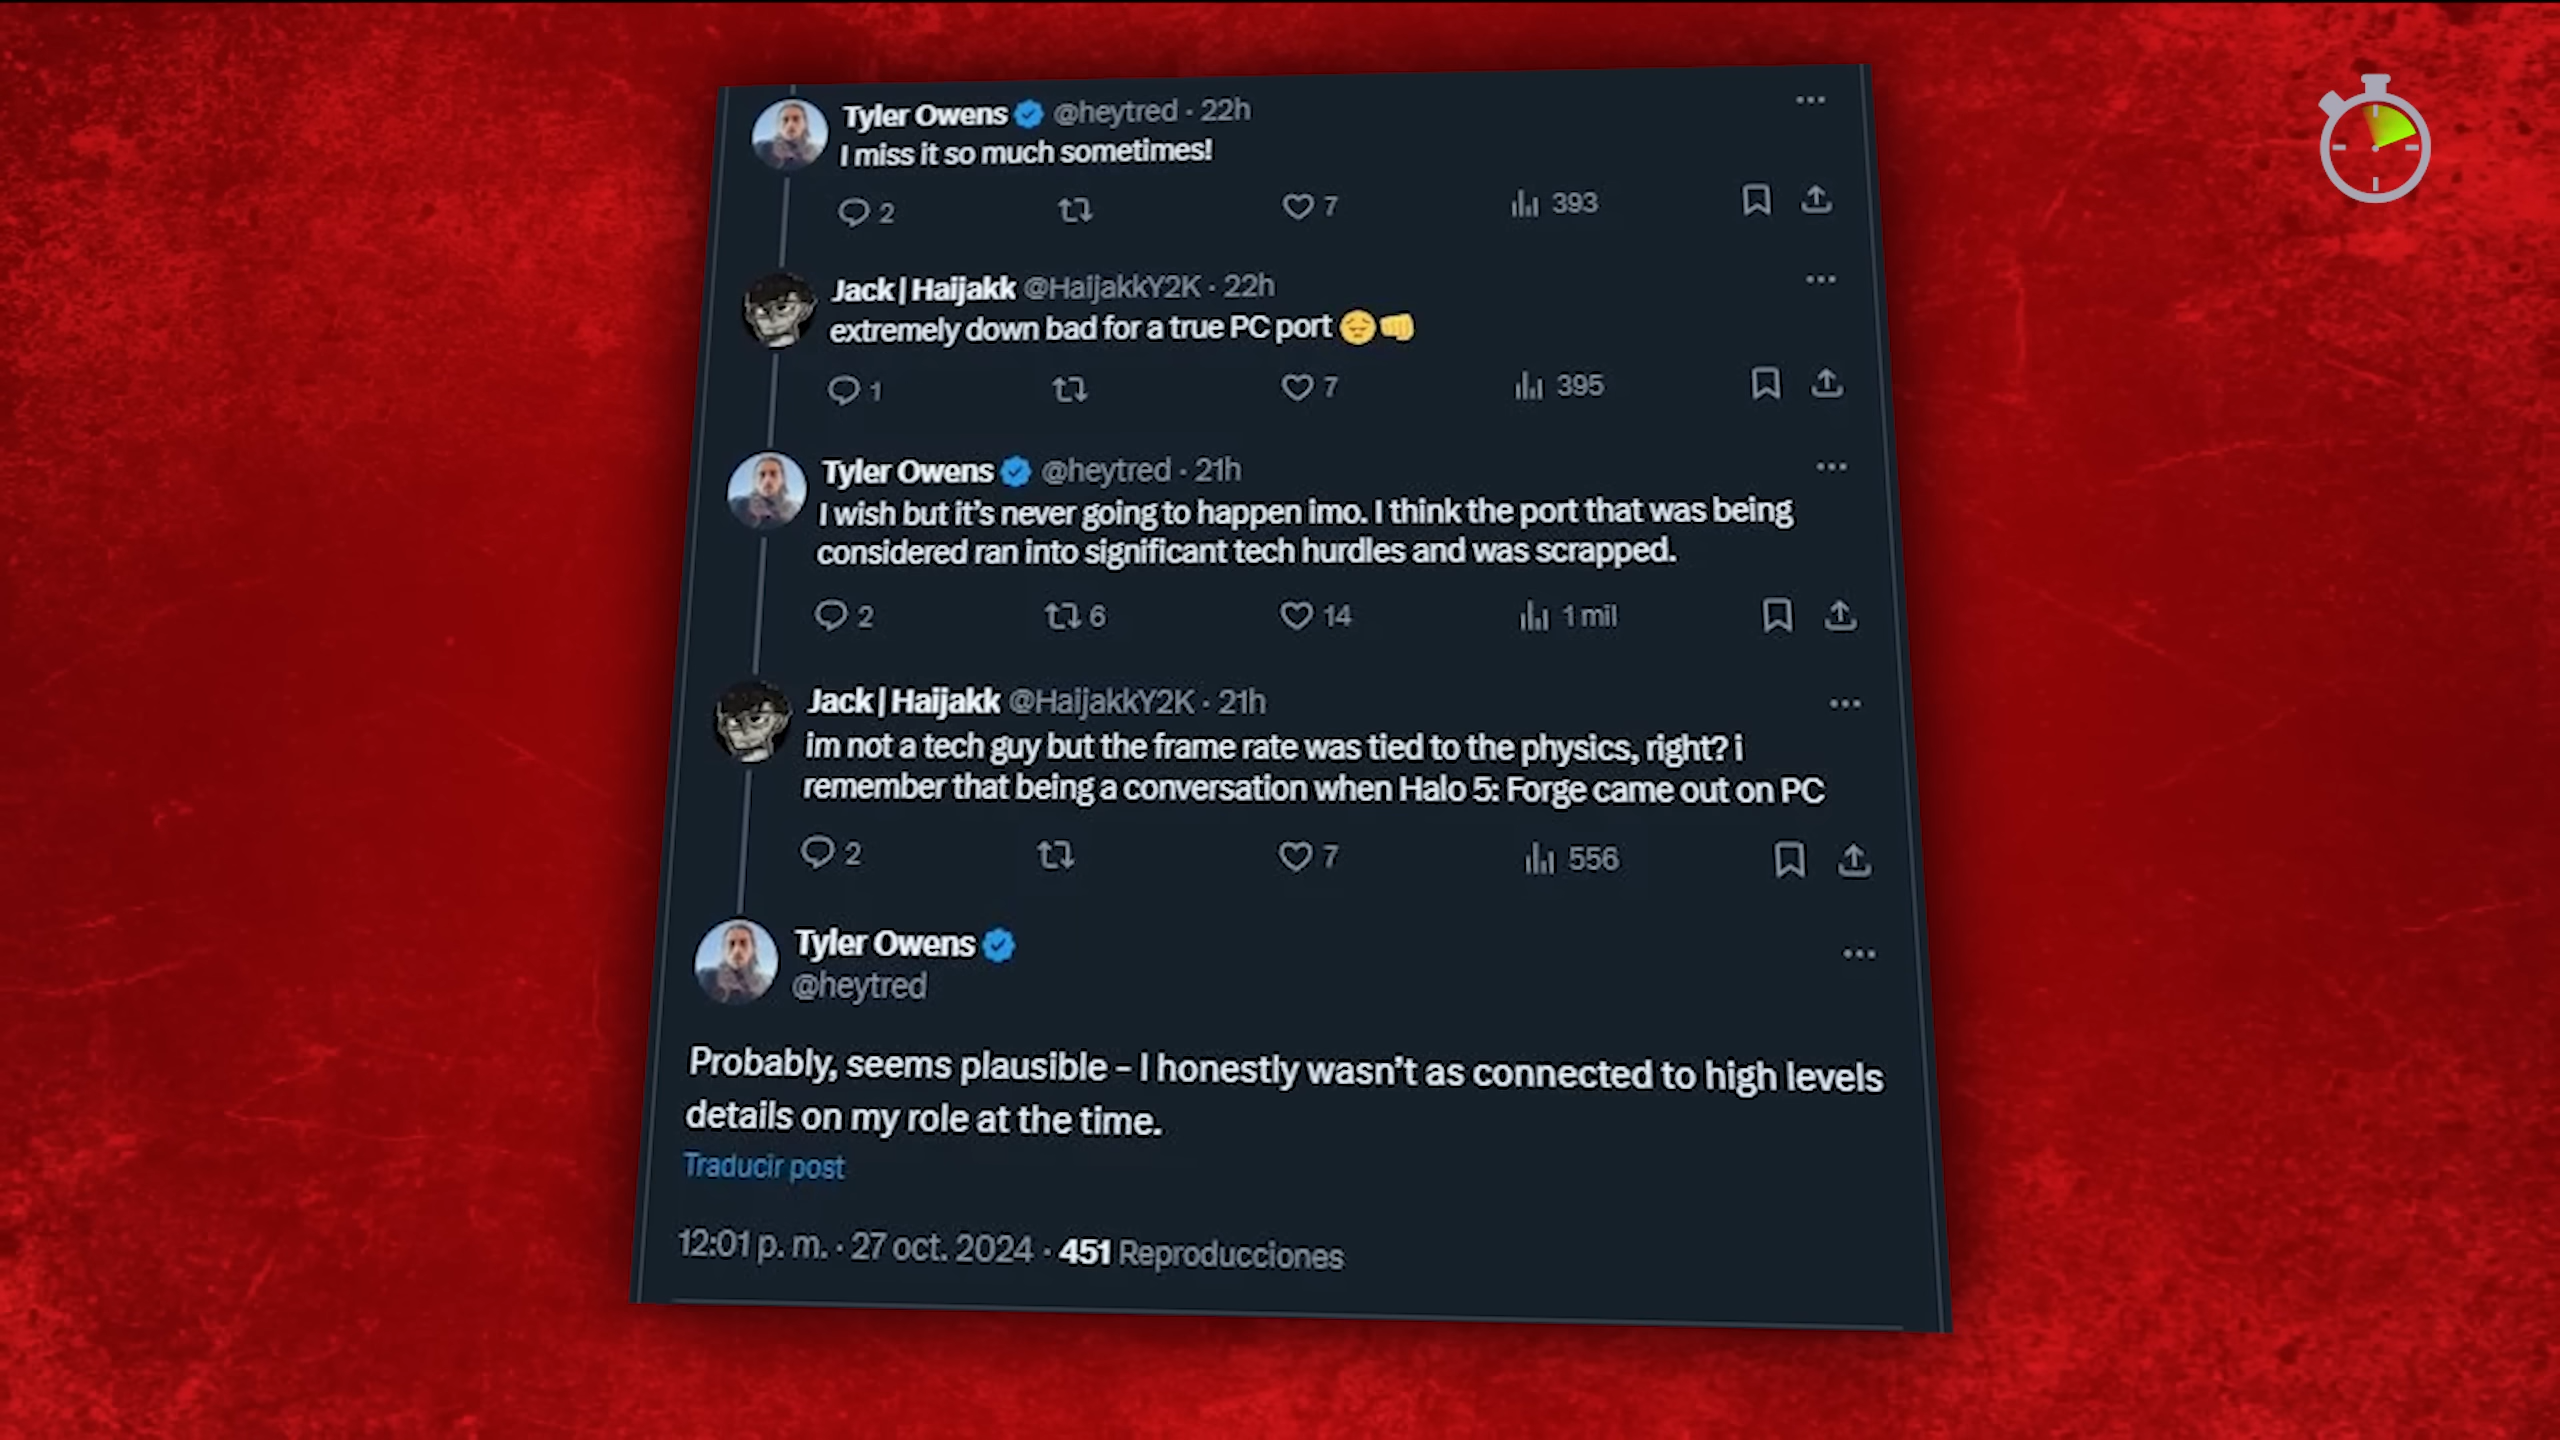 Tyler Owens @heytred · 22h
I miss it so much sometimes!
2 7 393
Jack | Haijakk @HaijakkY2K · 22h
extremely down bad for a true PC port 😔👊
1 7 395
Tyler Owens @heytred · 21h
I wish but it's never going to happen imo. I think the port that was being
considered ran into significant tech hurdles and was scrapped.
2 6 14 1 mil
Jack | Haijakk @HaijakkY2K · 21h
im not a tech guy but the frame rate was tied to the physics, right? i
remember that being a conversation when Halo 5: Forge came out on PC
2 7 556
Tyler Owens
@heytred
Probably, seems plausible – I honestly wasn't as connected to high levels
details on my role at the time.
Traducir post
12:01 p. m. · 27 oct. 2024 · 451 Reproducciones